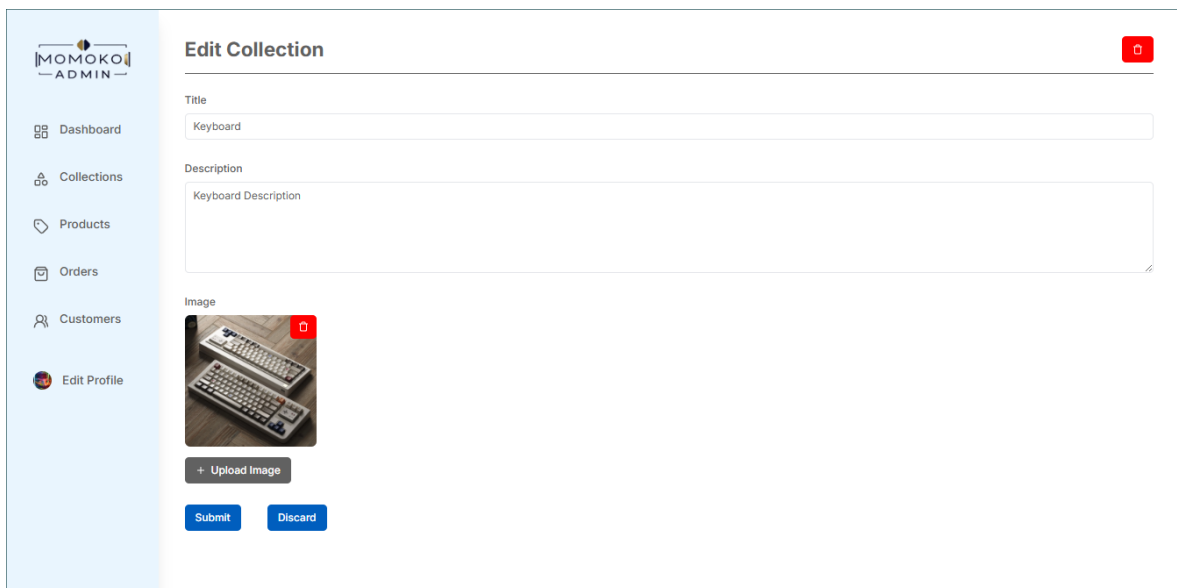 MOMOKO
ADMIN
Dashboard
Collections
Products
Orders
Customers
Edit Profile
Edit Collection
Title
Keyboard
Description
Keyboard Description
Image
+ Upload Image
Submit
Discard